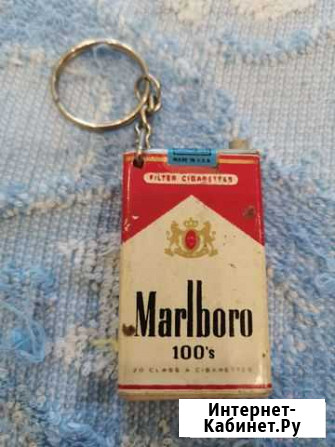 MADE IN U.S.A.
FILTER CIGARETTES
Marlboro
100's
20 CLASS A CIGARETTES
Интернет-
Кабинет.Ру